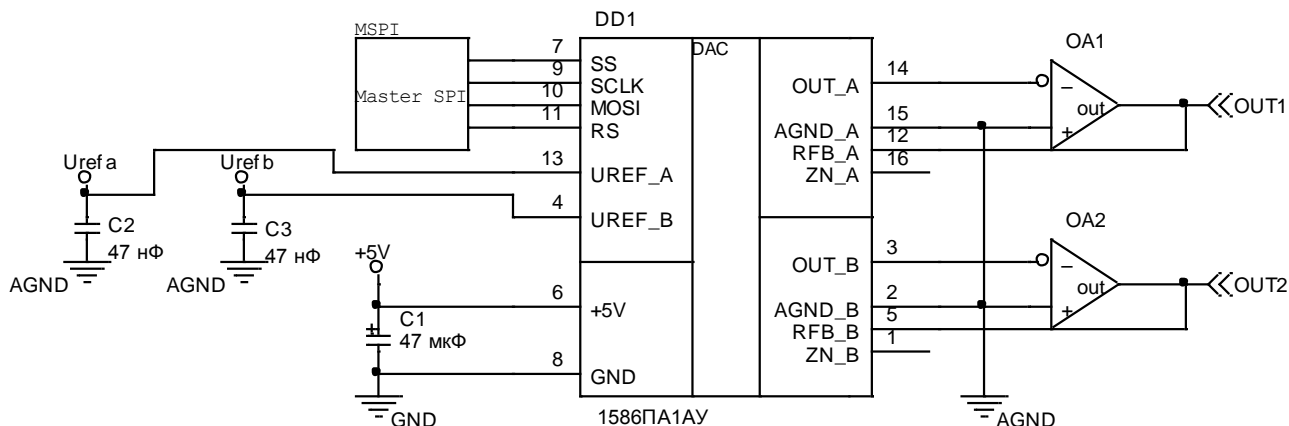 DD1
MSPI
DAC
OA1
7
SS
14
OUT_A
9
SCLK
Master SPI
10
MOSI
out
OUT1
11
RS
15
AGND_A
12
RFB_A
Urefa
Urefb
13
UREF_A
16
ZN_A
4
UREF_B
C2
47 нФ
C3
47 нФ
OA2
+5V
3
OUT_B
AGND
AGND
6
+5V
2
AGND_B
out
OUT2
C1
47 мкФ
5
RFB_B
1
ZN_B
8
GND
GND
1586ПА1АУ
AGND